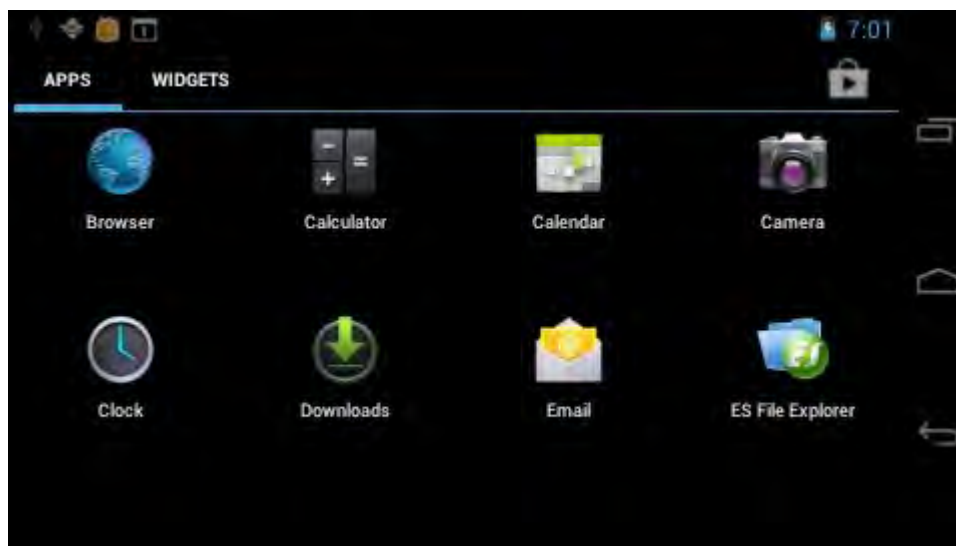 7:01
APPS WIDGETS
Browser Calculator Calendar Camera
Clock Downloads Email ES File Explorer